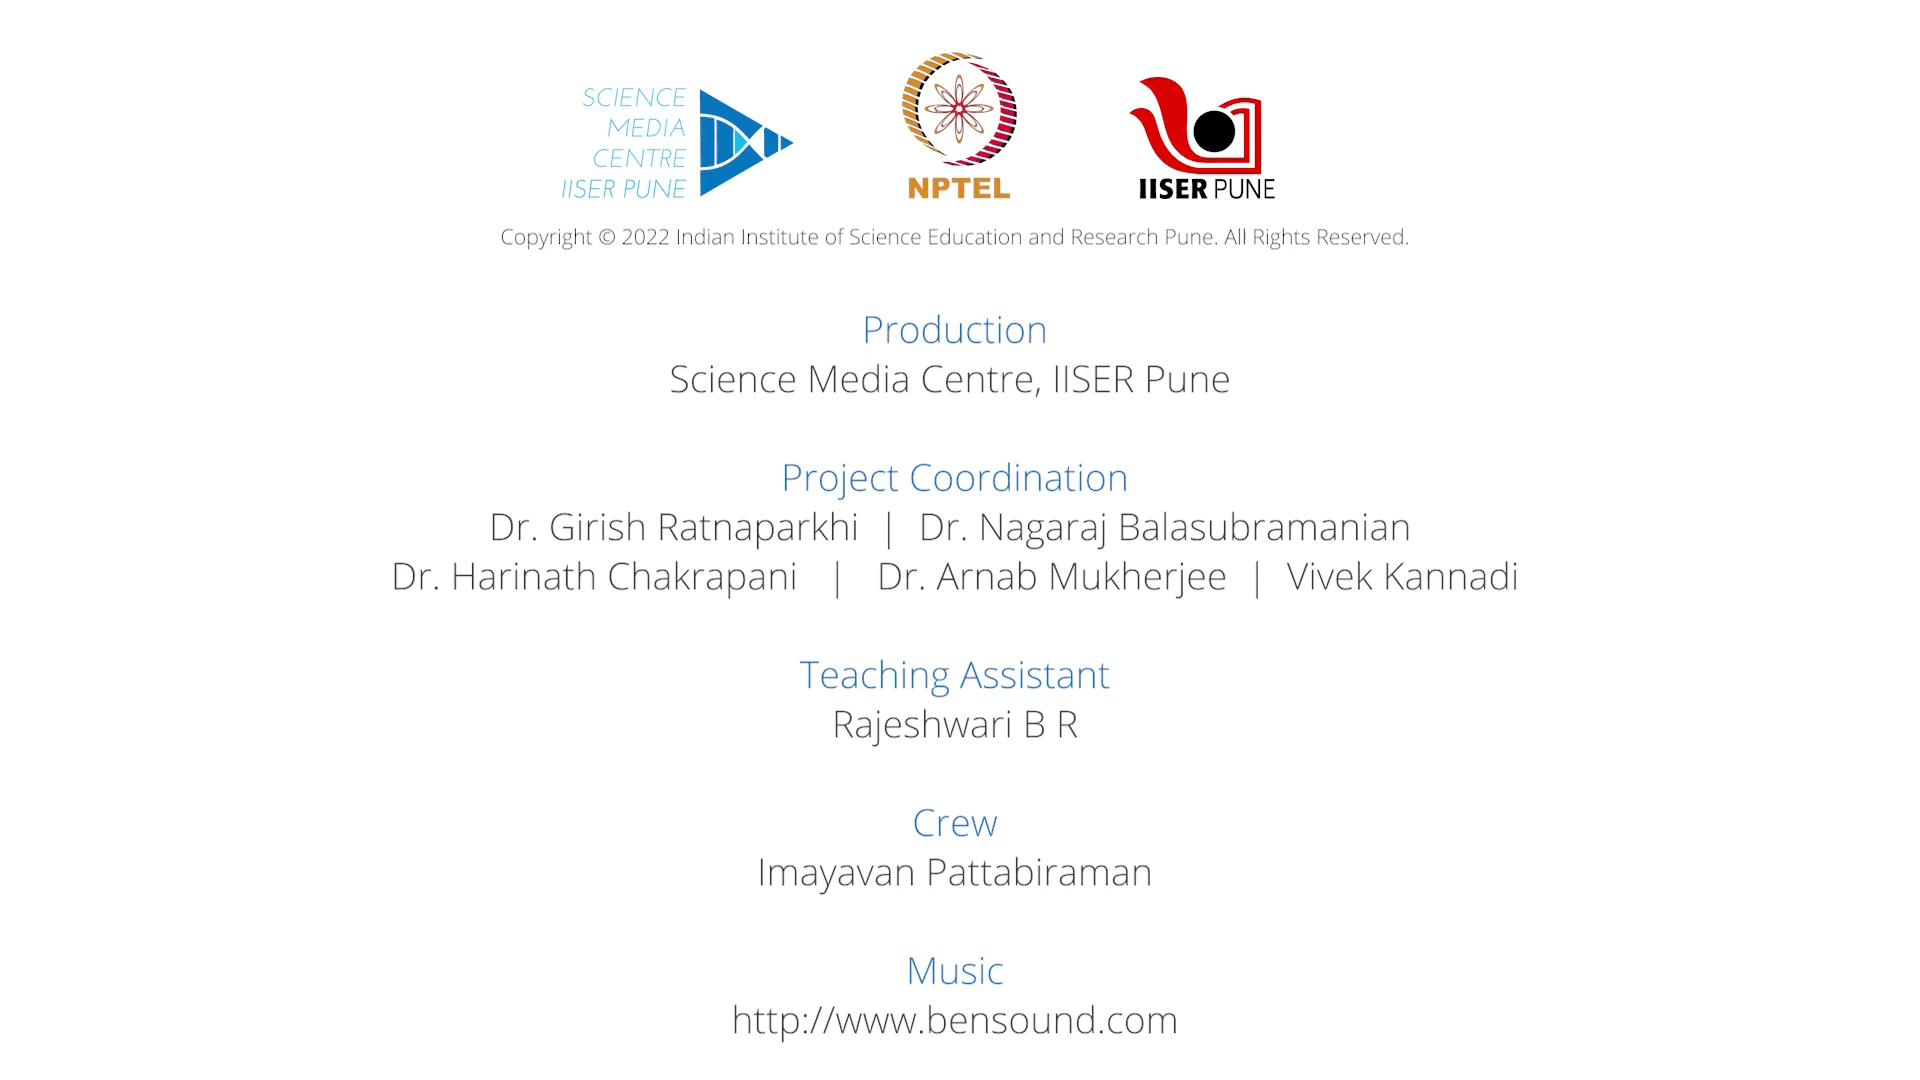 SCIENCE
MEDIA
CENTRE
IISER PUNE
NPTEL
IISER PUNE
Copyright © 2022 Indian Institute of Science Education and Research Pune. All Rights Reserved.
Production
Science Media Centre, IISER Pune
Project Coordination
Dr. Girish Ratnaparkhi | Dr. Nagaraj Balasubramanian
Dr. Harinath Chakrapani | Dr. Arnab Mukherjee | Vivek Kannadi
Teaching Assistant
Rajeshwari B R
Crew
Imayavan Pattabiraman
Music
http://www.bensound.com